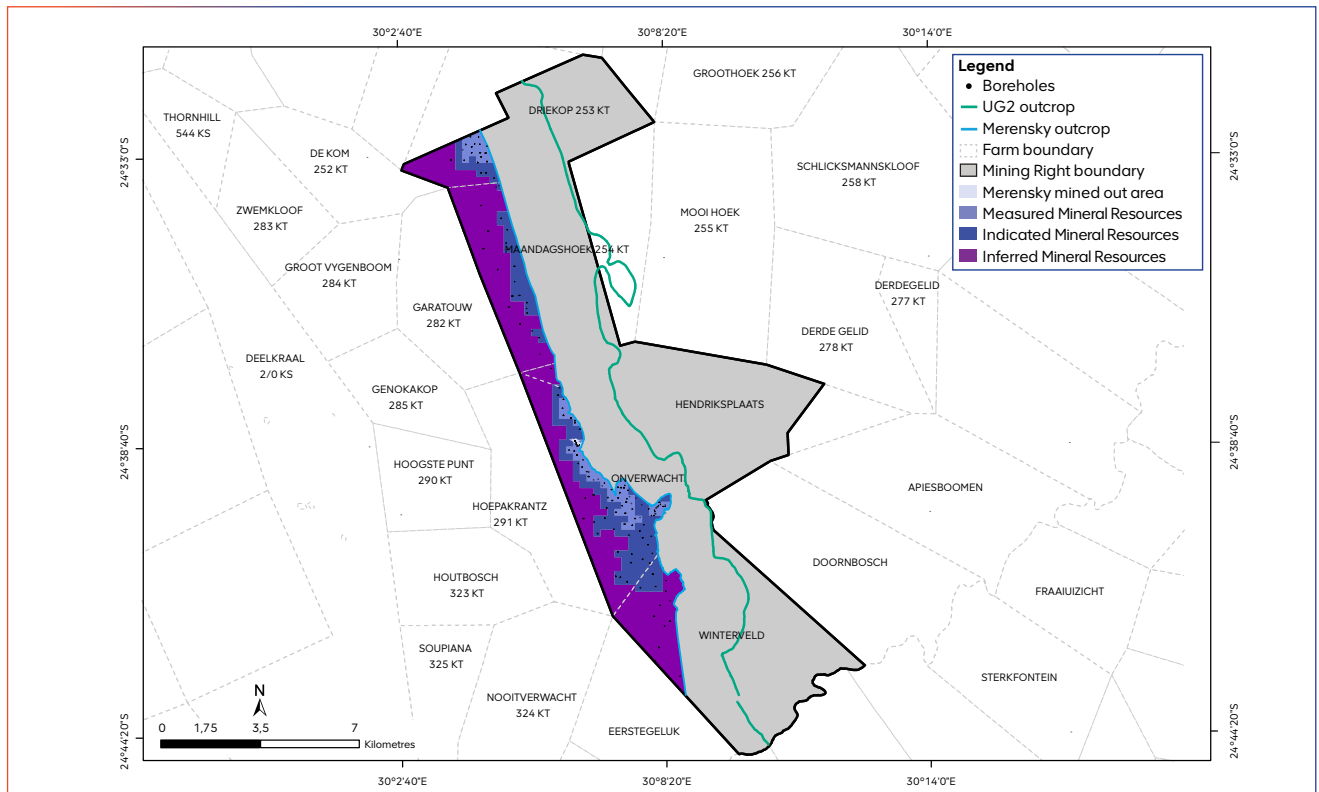 30°2'40"E
30°8'20"E
30°14'0"E
24°33'0"S
24°38'40"S
24°44'20"S
24°33'0"S
24°38'40"S
24°44'20"S
30°2'40"E
30°8'20"E
30°14'0"E
Legend
Boreholes
UG2 outcrop
Merensky outcrop
Farm boundary
Mining Right boundary
Merensky mined out area
Measured Mineral Resources
Indicated Mineral Resources
Inferred Mineral Resources
GROOTHOEK 256 KT
THORNHILL
544 KS
DRIEKOP 253 KT
DE KOM
252 KT
SCHLICKSMANNSKLOOF
258 KT
ZWEMKLOOF
283 KT
MOOI HOEK
255 KT
MAANDAGSHOEK 254 KT
GROOT VYGENBOOM
284 KT
DERDEGELID
277 KT
GARATOUW
282 KT
DERDE GELID
278 KT
DEELKRAAL
2/0 KS
GENOKAKOP
285 KT
HENDRIKSPLAATS
HOOGSTE PUNT
290 KT
ONVERWACHT
APIESBOOMEN
HOEPAKRANTZ
291 KT
DOORNBOSCH
HOUTBOSCH
323 KT
FRAAIUIZICHT
WINTERVELD
SOUPIANA
325 KT
STERKFONTEIN
NOOITVERWACHT
324 KT
EERSTEGELUK
N
0 1,75 3,5 7
Kilometres